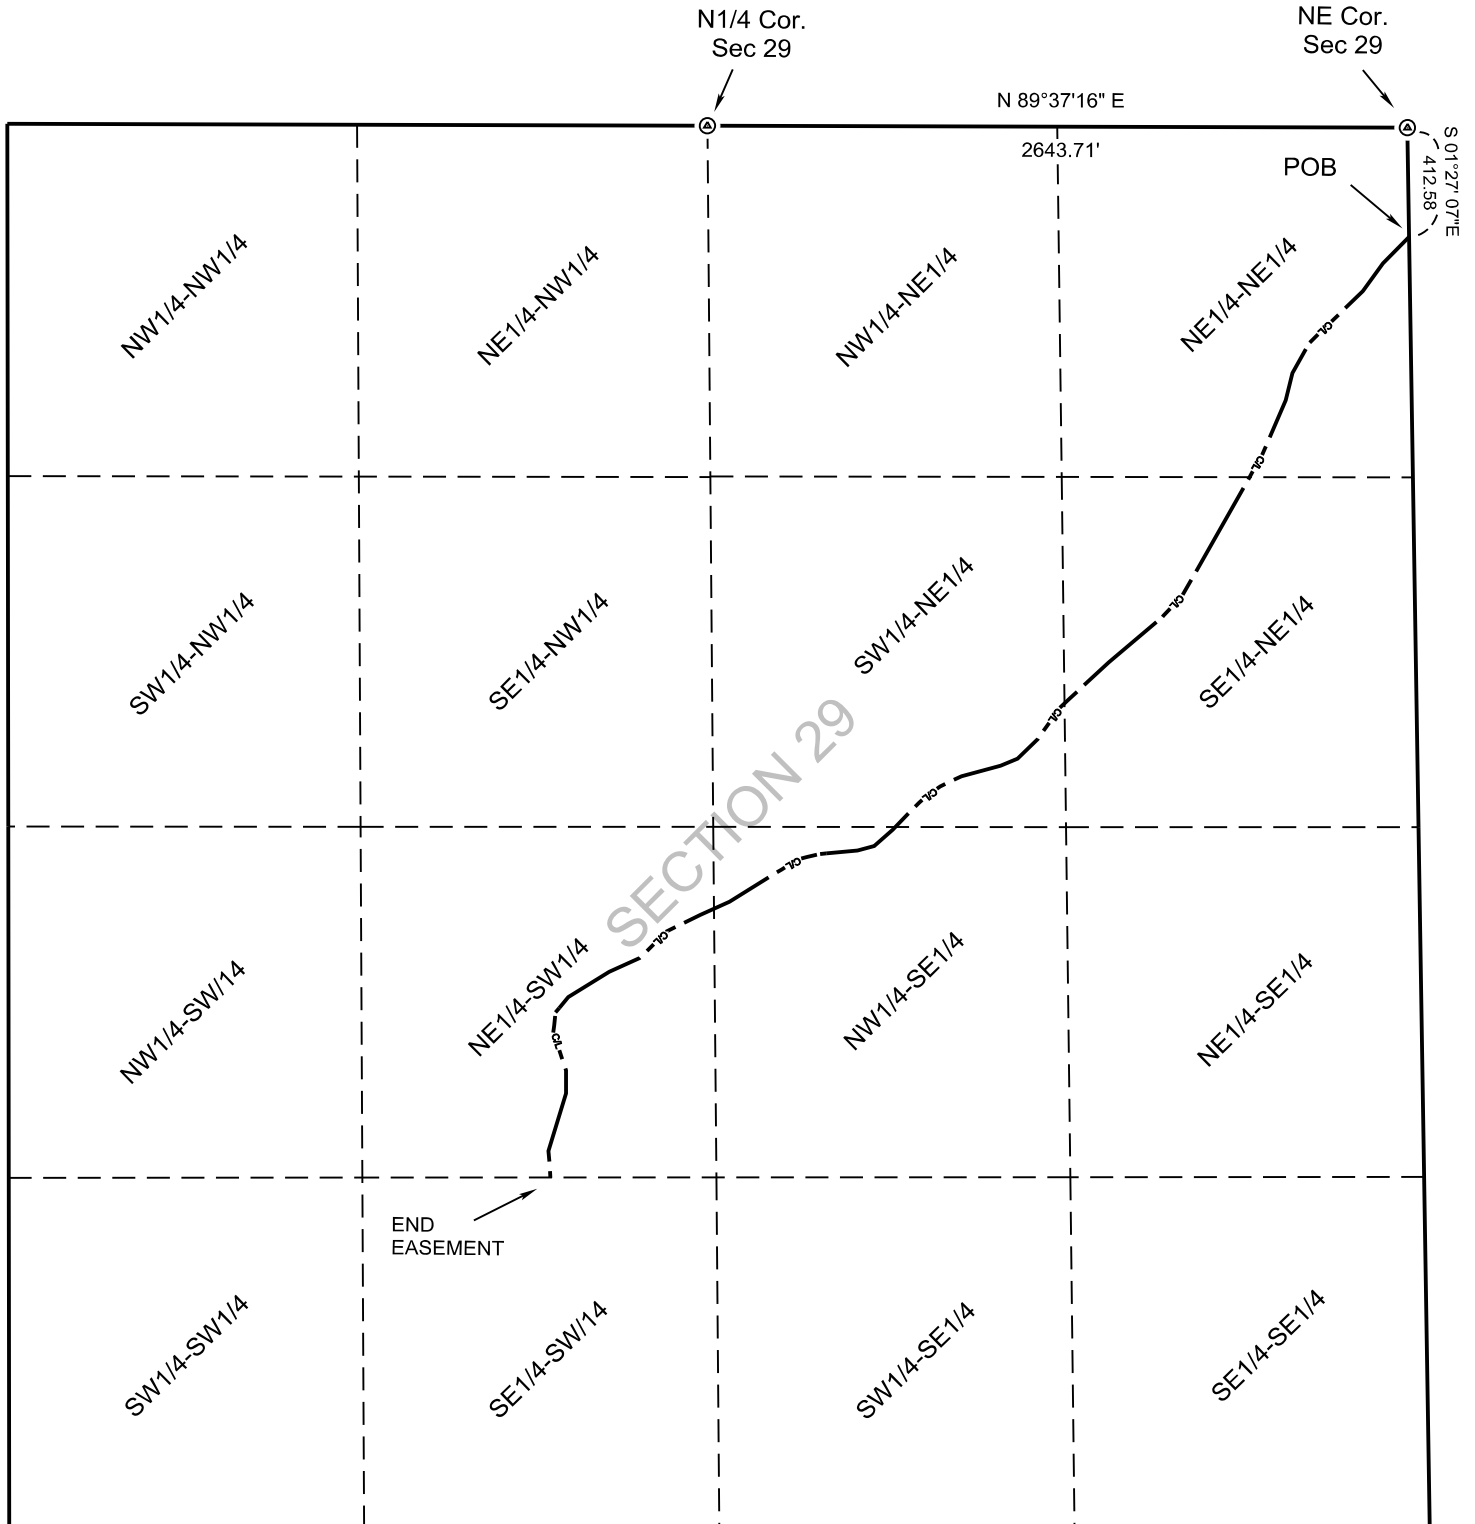 N1/4 Cor.
Sec 29
NE Cor.
Sec 29
N 89°37'16" E
2643.71'
S 01°27' 07"E
412.58
POB
NW1/4-NW1/4
NE1/4-NW1/4
NW1/4-NE1/4
NE1/4-NE1/4
C/L
C/L
SW1/4-NW1/4
SE1/4-NW1/4
SW1/4-NE1/4
SE1/4-NE1/4
C/L
C/L
C/L
SECTION 29
C/L
C/L
NW1/4-SW/14
NE1/4-SW1/4
NW1/4-SE1/4
NE1/4-SE1/4
C/L
END
EASEMENT
SW1/4-SW1/4
SE1/4-SW/14
SW1/4-SE1/4
SE1/4-SE1/4